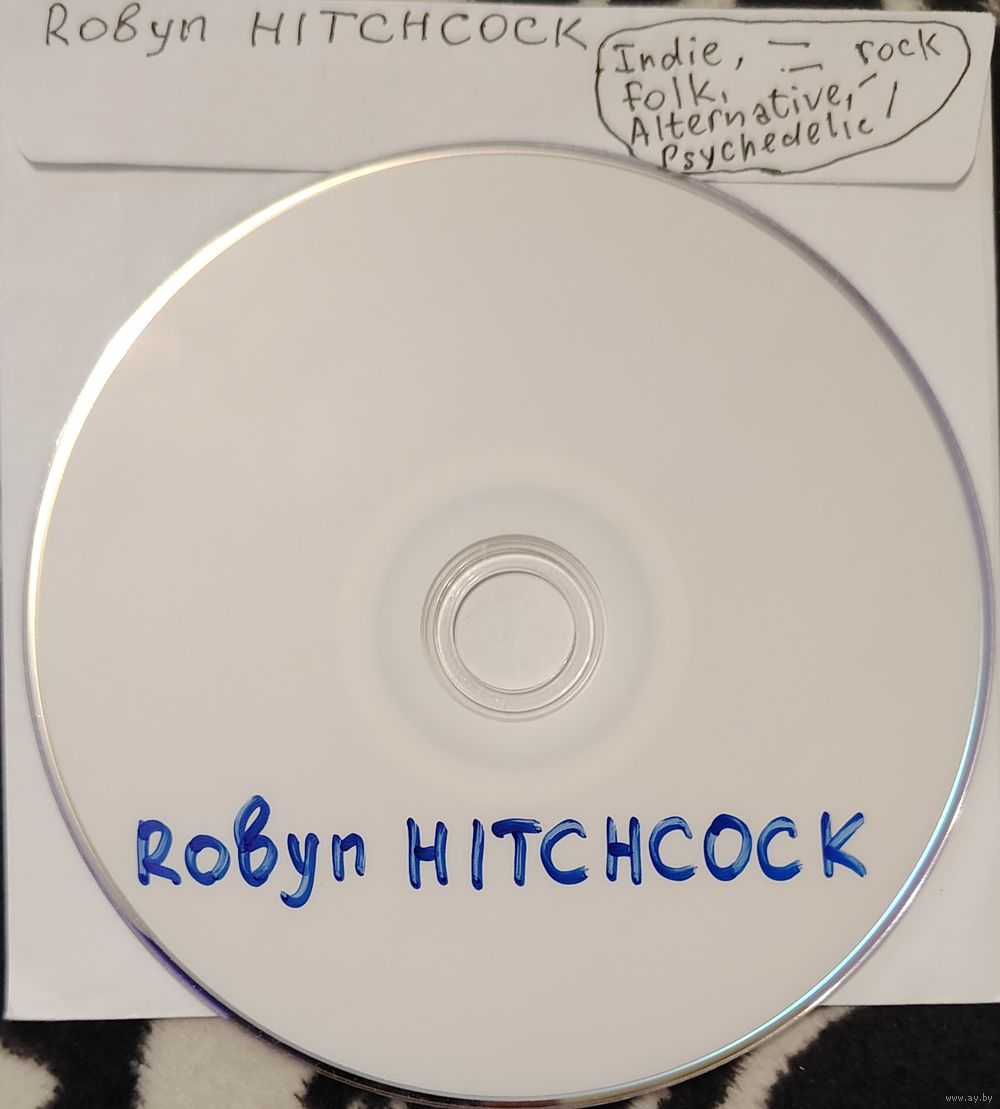 Robyn HITCHCOCK
Indie, -,- rock
folk,
Alternative, -/
Psychedelic
Robyn HITCHCOCK
www.ay.by